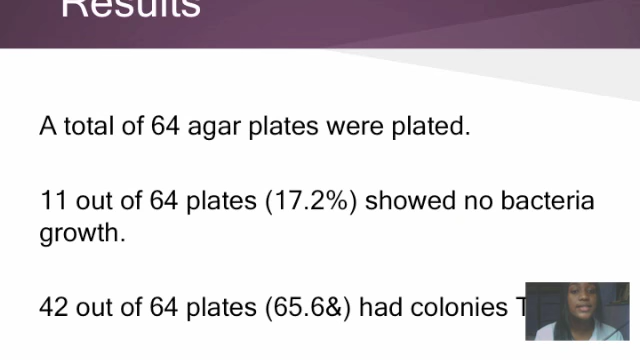 Results
A total of 64 agar plates were plated.
11 out of 64 plates (17.2%) showed no bacteria
growth.
42 out of 64 plates (65.6&) had colonies